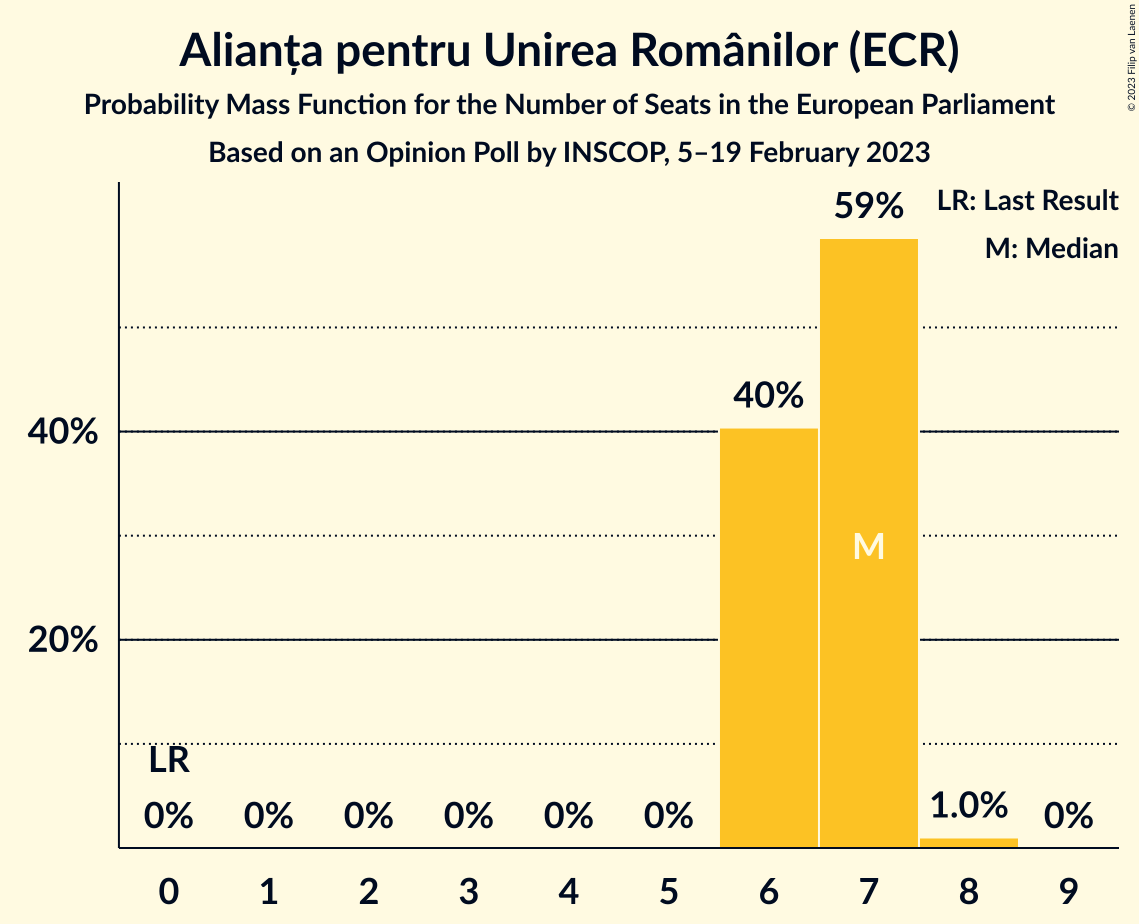 Alianța pentru Unirea Românilor (ECR)
Probability Mass Function for the Number of Seats in the European Parliament
Based on an Opinion Poll by INSCOP, 5–19 February 2023
© 2023 Filip van Laenen
LR: Last Result
M: Median
59%
40%
40%
M
20%
LR
0%
0%
0%
0%
0%
0%
1.0%
0%
0
1
2
3
4
5
6
7
8
9